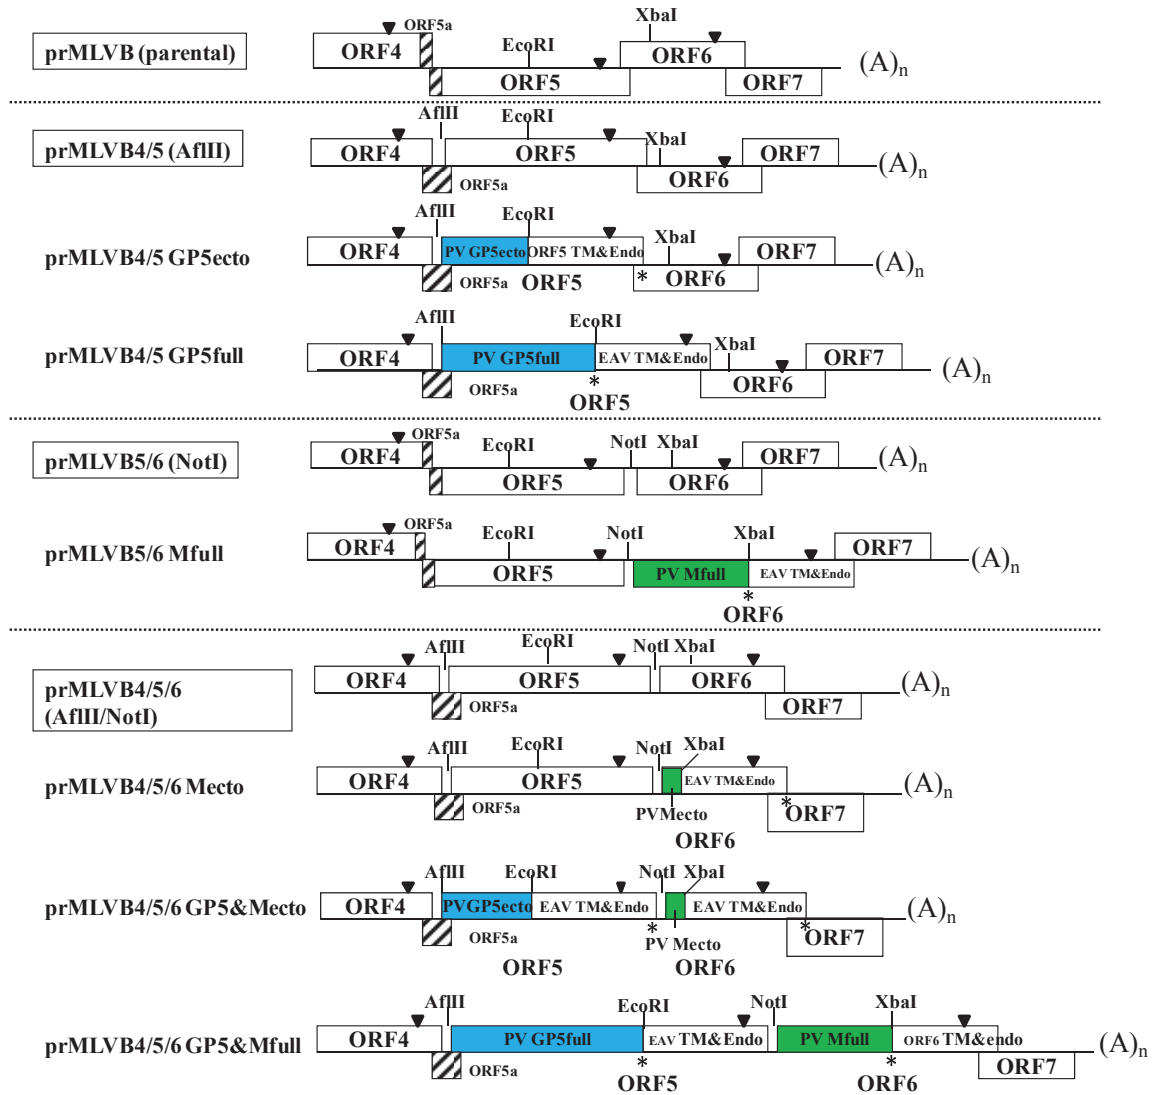 prMLVB (parental)
ORF4
ORF5a
EcoRI
ORF5
XbaI
ORF6
ORF7
(A)n
prMLVB4/5 (AflII)
ORF4
AflII
ORF5a
EcoRI
ORF5
XbaI
ORF6
ORF7
(A)n
prMLVB4/5 GP5ecto
ORF4
AflII
ORF5a
PV GP5ecto
EcoRI
ORF5 TM&Endo
ORF5
*
XbaI
ORF6
ORF7
(A)n
prMLVB4/5 GP5full
ORF4
AflII
ORF5a
PV GP5full
EcoRI
EAV TM&Endo
*
ORF5
XbaI
ORF6
ORF7
(A)n
prMLVB5/6 (NotI)
ORF4
ORF5a
EcoRI
ORF5
NotI
XbaI
ORF6
ORF7
(A)n
prMLVB5/6 Mfull
ORF4
ORF5a
EcoRI
ORF5
NotI
PV Mfull
XbaI
EAV TM&Endo
*
ORF6
ORF7
(A)n
prMLVB4/5/6
(AflII/NotI)
ORF4
AflII
ORF5a
EcoRI
ORF5
NotI
XbaI
ORF6
ORF7
(A)n
prMLVB4/5/6 Mecto
ORF4
AflII
ORF5a
EcoRI
ORF5
NotI
XbaI
EAV TM&Endo
PVMecto
ORF6
*
ORF7
(A)n
prMLVB4/5/6 GP5&Mecto
ORF4
AflII
ORF5a
PVGP5ecto
EcoRI
EAV TM&Endo
ORF5
*
NotI
XbaI
EAV TM&Endo
PV Mecto
ORF6
*
ORF7
(A)n
prMLVB4/5/6 GP5&Mfull
ORF4
AflII
ORF5a
PV GP5full
EcoRI
EAV TM&Endo
*
ORF5
NotI
PV Mfull
XbaI
ORF6 TM&endo
*
ORF6
ORF7
(A)n